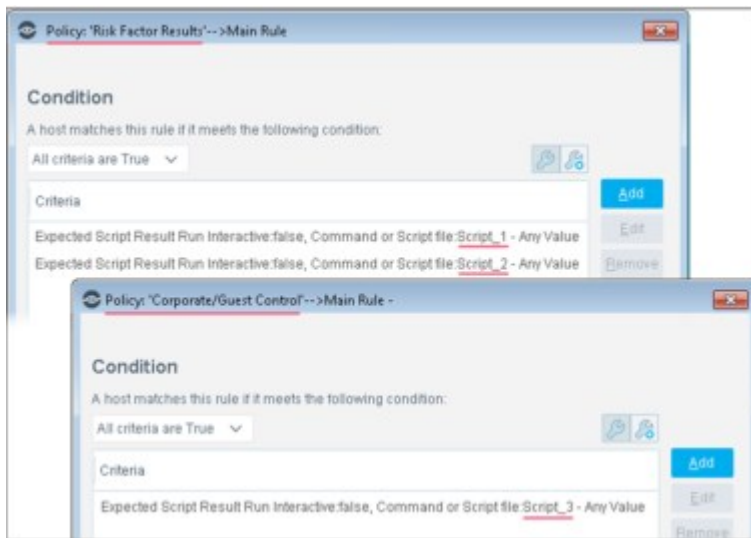 Policy: 'Risk Factor Results'-->Main Rule
Condition
A host matches this rule if it meets the following condition:
All criteria are True
Criteria
Add
Expected Script Result Run Interactive:false, Command or Script file:Script_1 - Any Value
Edit
Expected Script Result Run Interactive:false, Command or Script file:Script_2 - Any Value
Remove
Policy: 'Corporate/Guest Control'-->Main Rule -
Condition
A host matches this rule if it meets the following condition:
All criteria are True
Criteria
Add
Expected Script Result Run Interactive:false, Command or Script file:Script_3 - Any Value
Edit
Remove